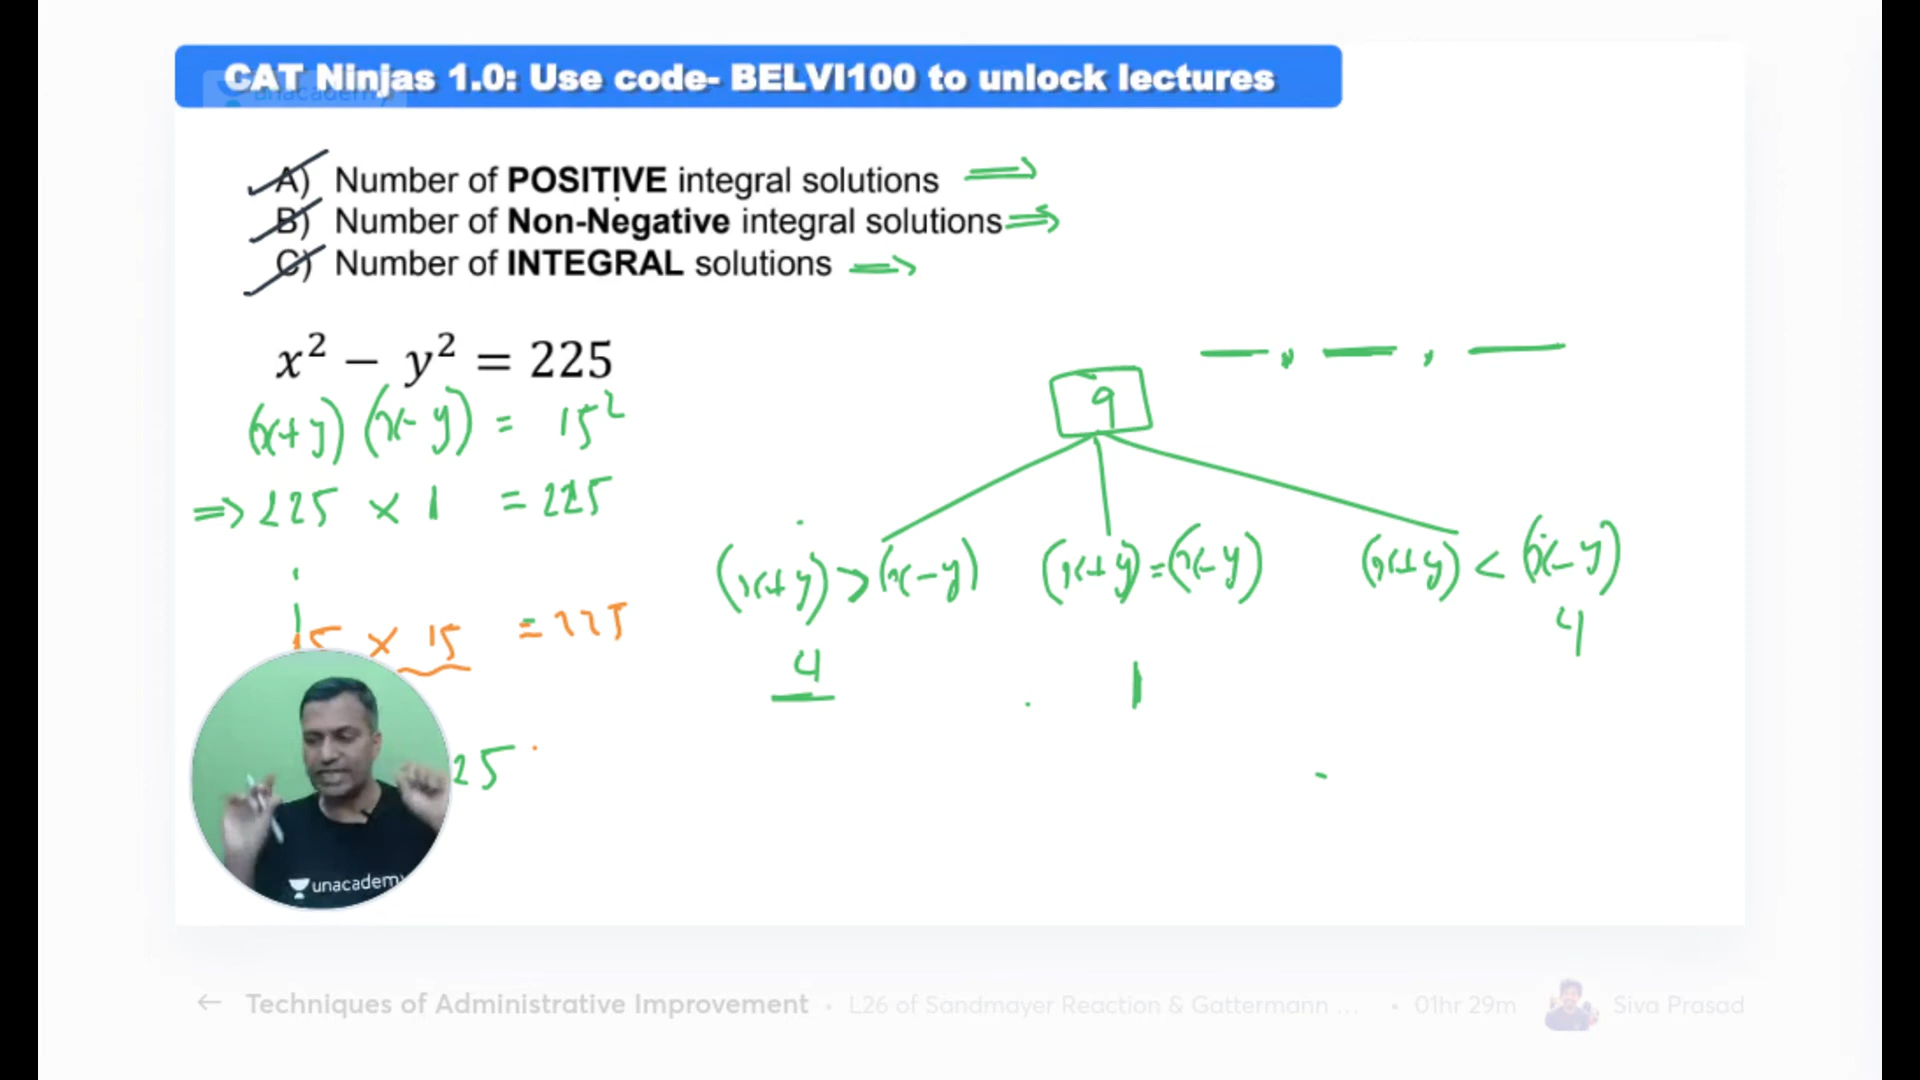 CAT Ninjas 1.0: Use code- BELVI100 to unlock lectures
unacademy
A) Number of POSITIVE integral solutions
B) Number of Non-Negative integral solutions
C) Number of INTEGRAL solutions
x² − y² = 225
(x+y) (x-y) = 15²
⇒ 225 × 1 = 225
15 × 15 = 225
25
9
(x+y) > (x-y) (x+y) = (x-y) (x+y) < (x-y)
4 1 4
unacademy
← Techniques of Administrative Improvement • L26 of Sandmayer Reaction & Gattermann ... • 01hr 29m Siva Prasad